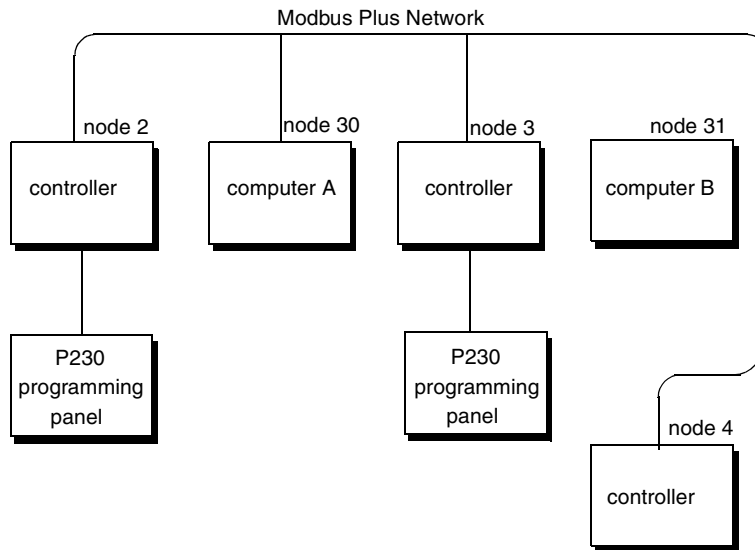 Modbus Plus Network
node 2
node 30
node 3
node 31
controller
computer A
controller
computer B
P230
programming
panel
P230
programming
panel
node 4
controller